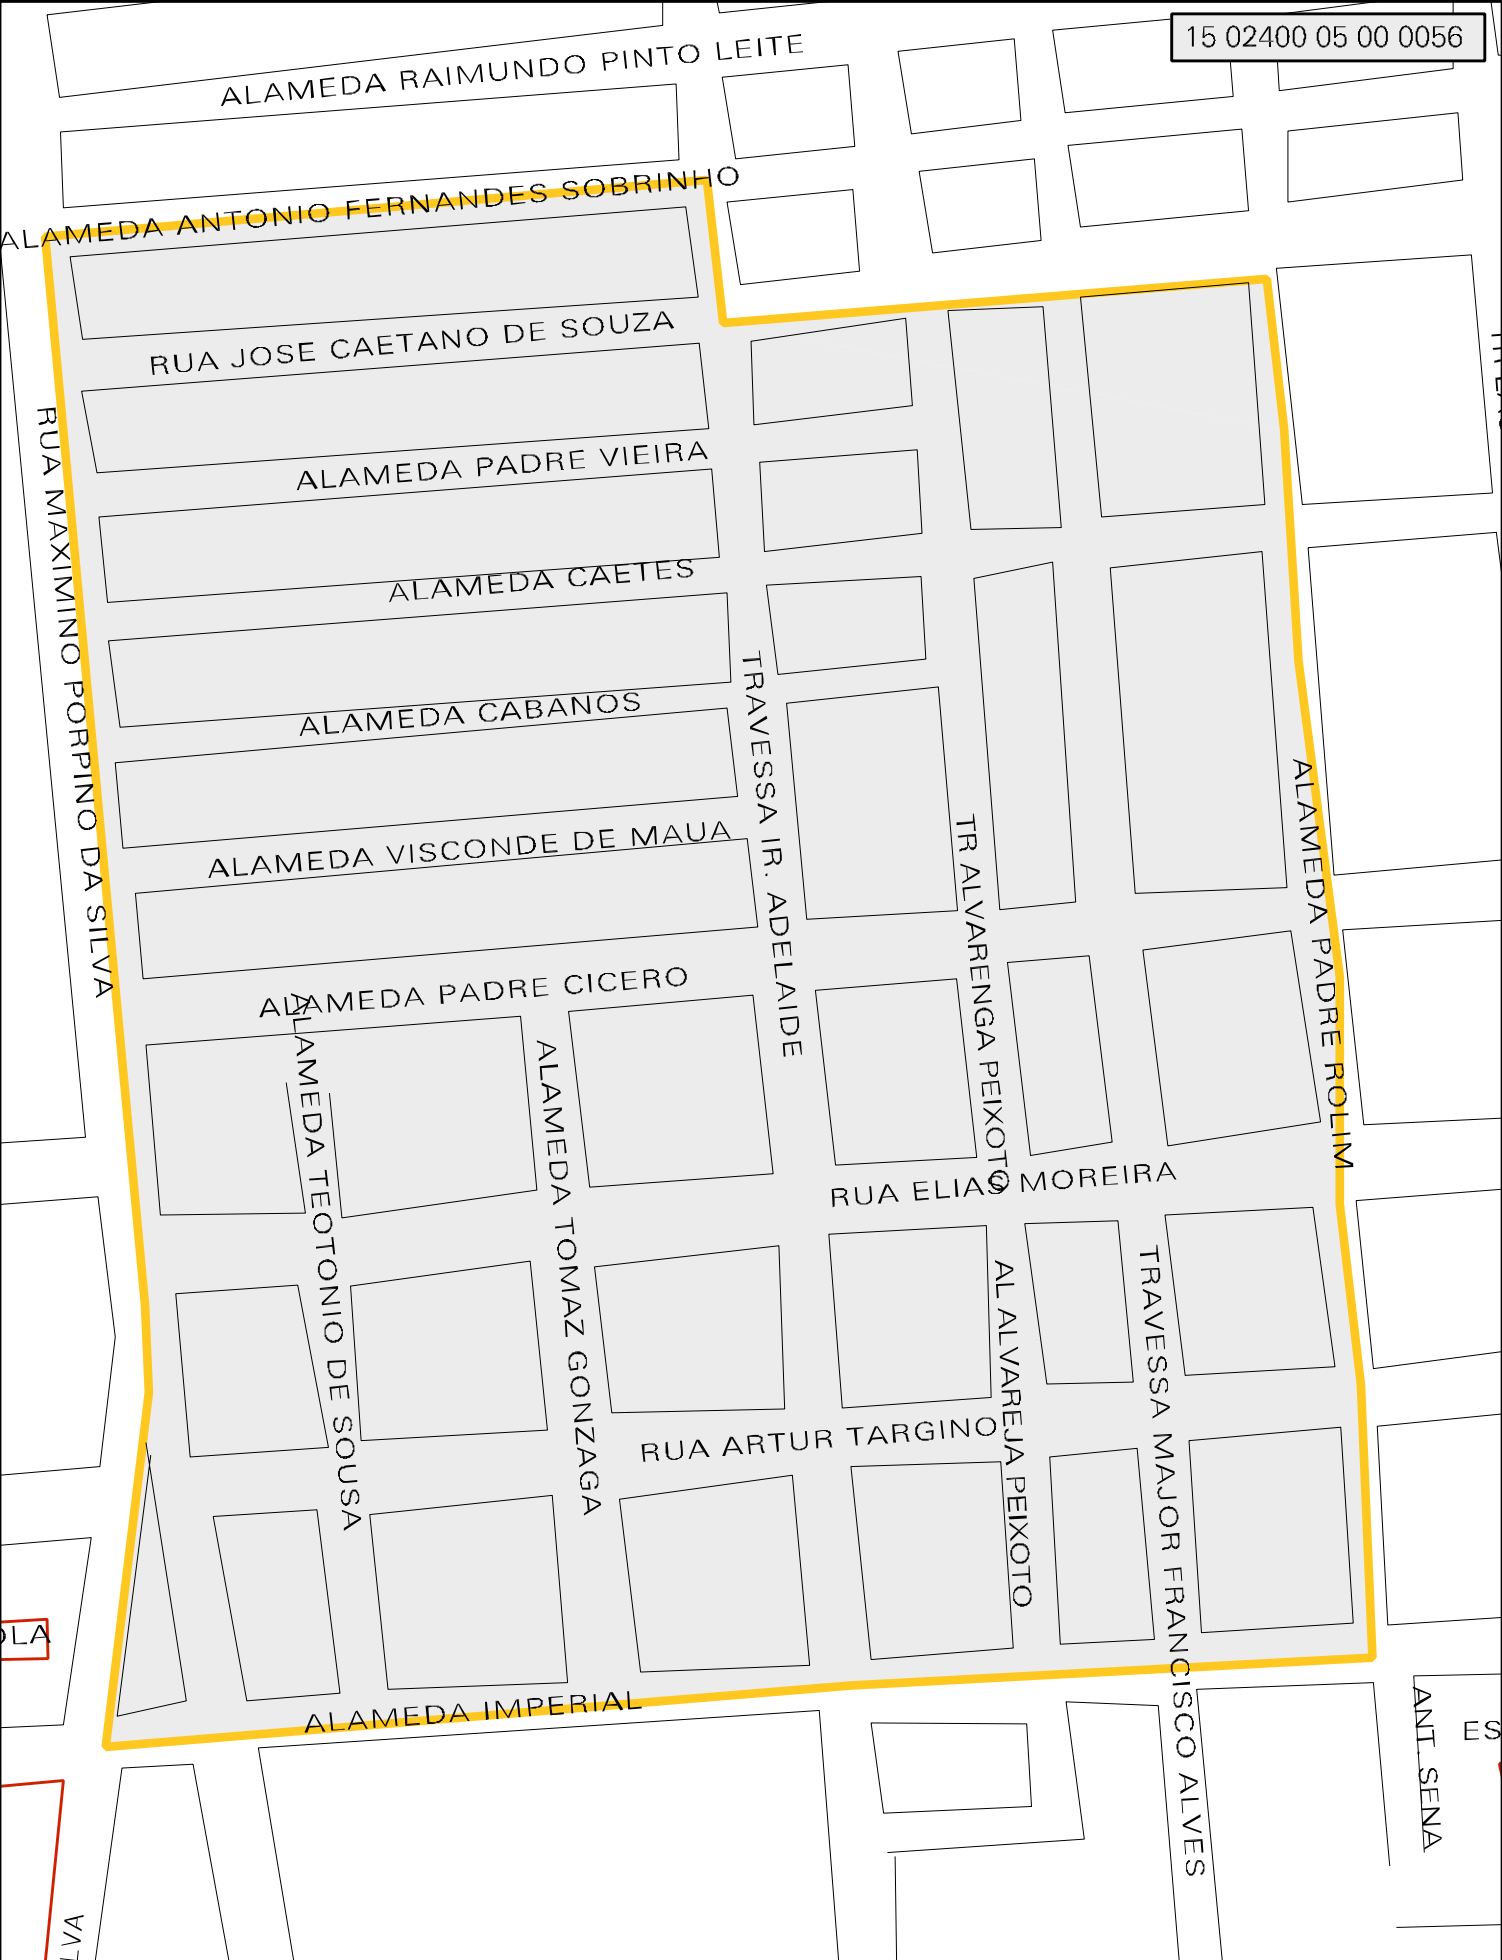 15 02400 05 00 0056
ALAMEDA RAIMUNDO PINTO LEITE
ALAMEDA ANTONIO FERNANDES SOBRINHO
RUA JOSE CAETANO DE SOUZA
RUA MAXIMINO PORPINO DA SILVA
ALAMEDA PADRE VIEIRA
ALAMEDA CAETES
ALAMEDA CABANOS
TRAVESSA IR. ADELAIDE
ALAMEDA VISCONDE DE MAUA
TR ALVARENGA PEIXOTO
ALAMEDA PADRE ROLIM
ALAMEDA PADRE CICERO
ALAMEDA TEOTONIO DE SOUSA
ALAMEDA TOMAZ GONZAGA
RUA ELIAS MOREIRA
AL ALVAREJA PEIXOTO
TRAVESSA MAJOR FRANCISCO ALVES
RUA ARTUR TARGINO
OLA
ALAMEDA IMPERIAL
ANT. SENA
ES